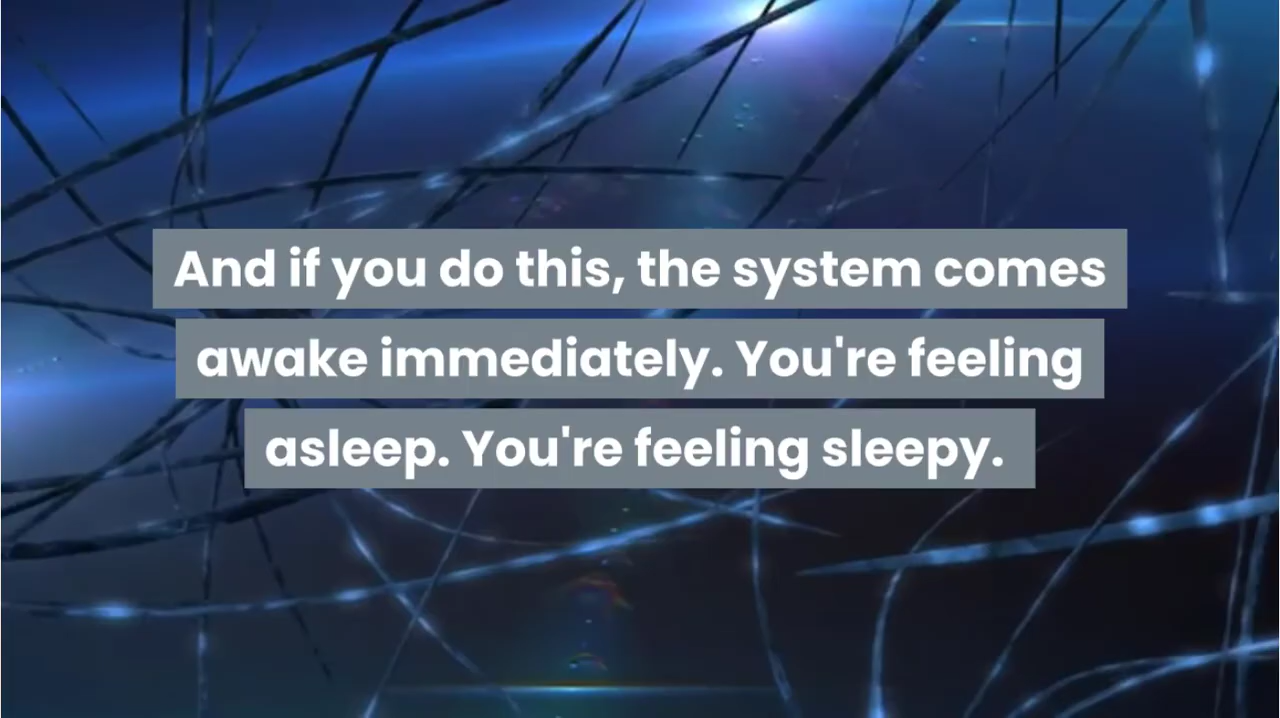 And if you do this, the system comes
awake immediately. You're feeling
asleep. You're feeling sleepy.